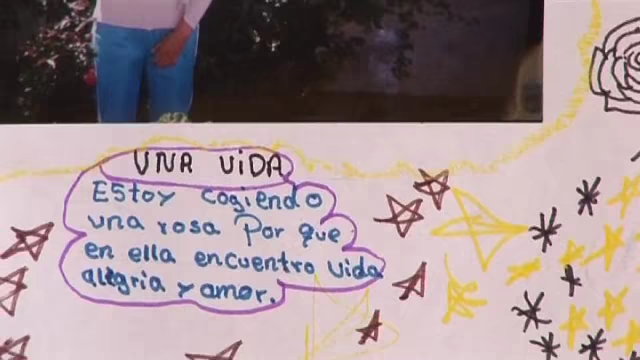 UNA ViDA
EStoy cogiendo
una rosa Por que
en ella encuentro vida
alegria y amor.